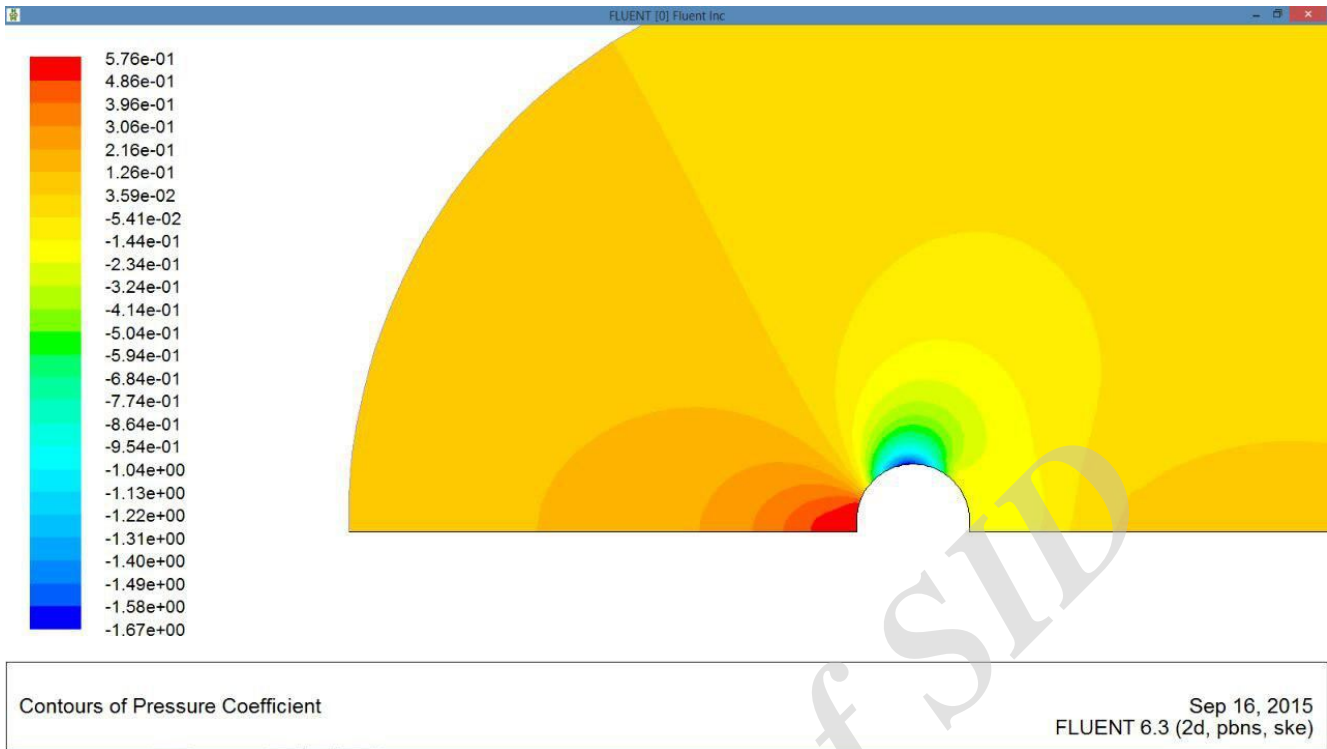 FLUENT [0] Fluent Inc
5.76e-01
4.86e-01
3.96e-01
3.06e-01
2.16e-01
1.26e-01
3.59e-02
-5.41e-02
-1.44e-01
-2.34e-01
-3.24e-01
-4.14e-01
-5.04e-01
-5.94e-01
-6.84e-01
-7.74e-01
-8.64e-01
-9.54e-01
-1.04e+00
-1.13e+00
-1.22e+00
-1.31e+00
-1.40e+00
-1.49e+00
-1.58e+00
-1.67e+00
f SID
Contours of Pressure Coefficient
Sep 16, 2015
FLUENT 6.3 (2d, pbns, ske)